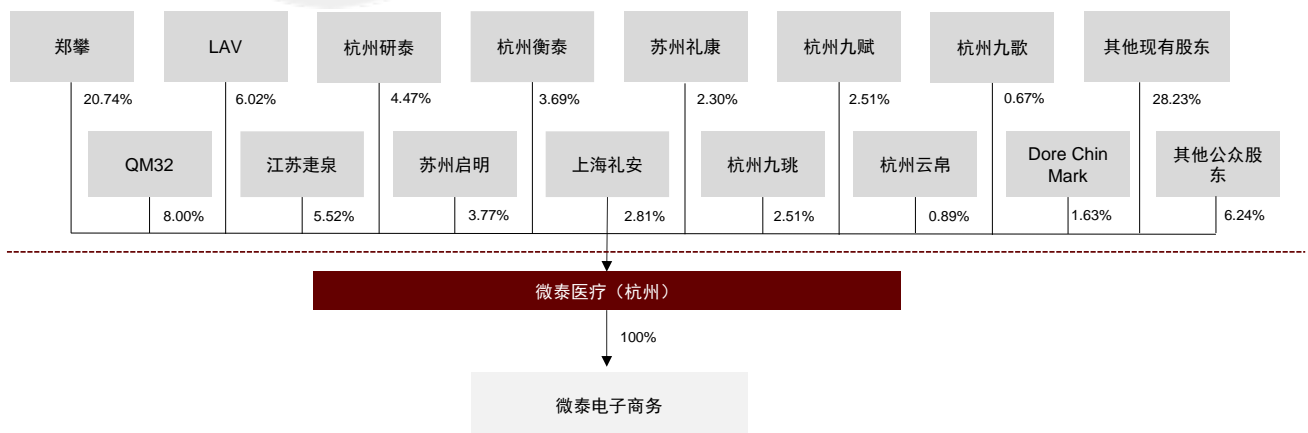 郑攀
LAV
杭州研泰
杭州衡泰
苏州礼康
杭州九赋
杭州九歌
其他现有股东
20.74%
6.02%
4.47%
3.69%
2.30%
2.51%
0.67%
28.23%
QM32
江苏疌泉
苏州启明
上海礼安
杭州九珧
杭州云帛
Dore Chin
Mark
其他公众股
东
8.00%
5.52%
3.77%
2.81%
2.51%
0.89%
1.63%
6.24%
微泰医疗（杭州）
100%
微泰电子商务